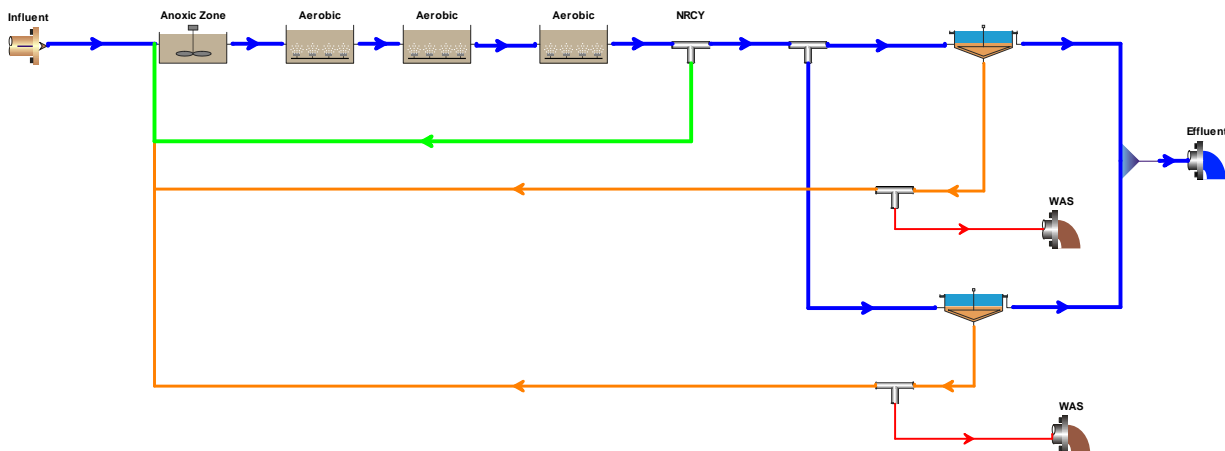 Influent
Anoxic Zone
Aerobic
Aerobic
Aerobic
NRCY
Effluent
WAS
WAS